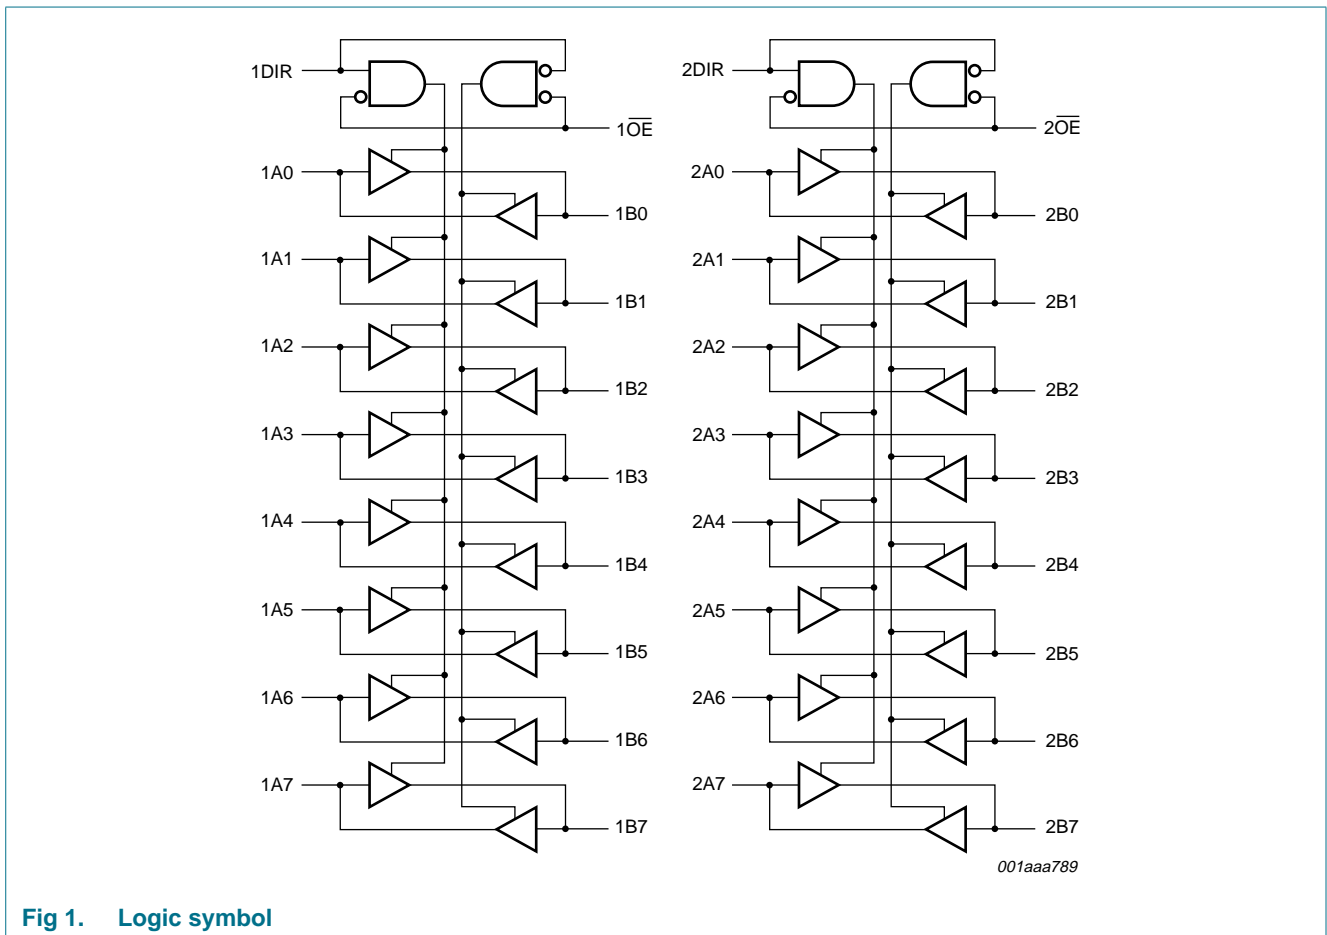 1DIR
1O̅E̅
1A0
1B0
1A1
1B1
1A2
1B2
1A3
1B3
1A4
1B4
1A5
1B5
1A6
1B6
1A7
1B7
2DIR
2O̅E̅
2A0
2B0
2A1
2B1
2A2
2B2
2A3
2B3
2A4
2B4
2A5
2B5
2A6
2B6
2A7
2B7
001aaa789
Fig 1. Logic symbol